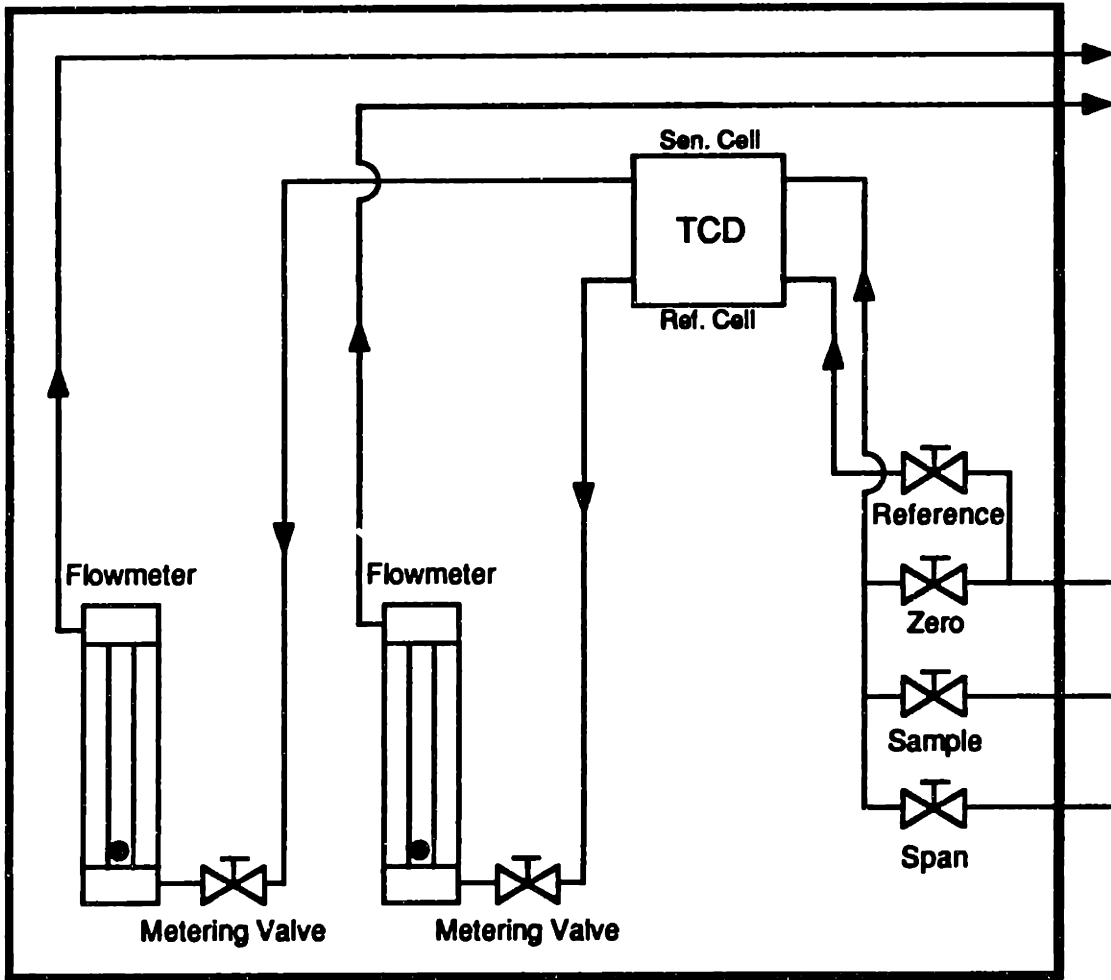 Sen. Cell
TCD
Ref. Cell
Reference
Flowmeter
Flowmeter
Zero
Sample
Span
Metering Valve
Metering Valve